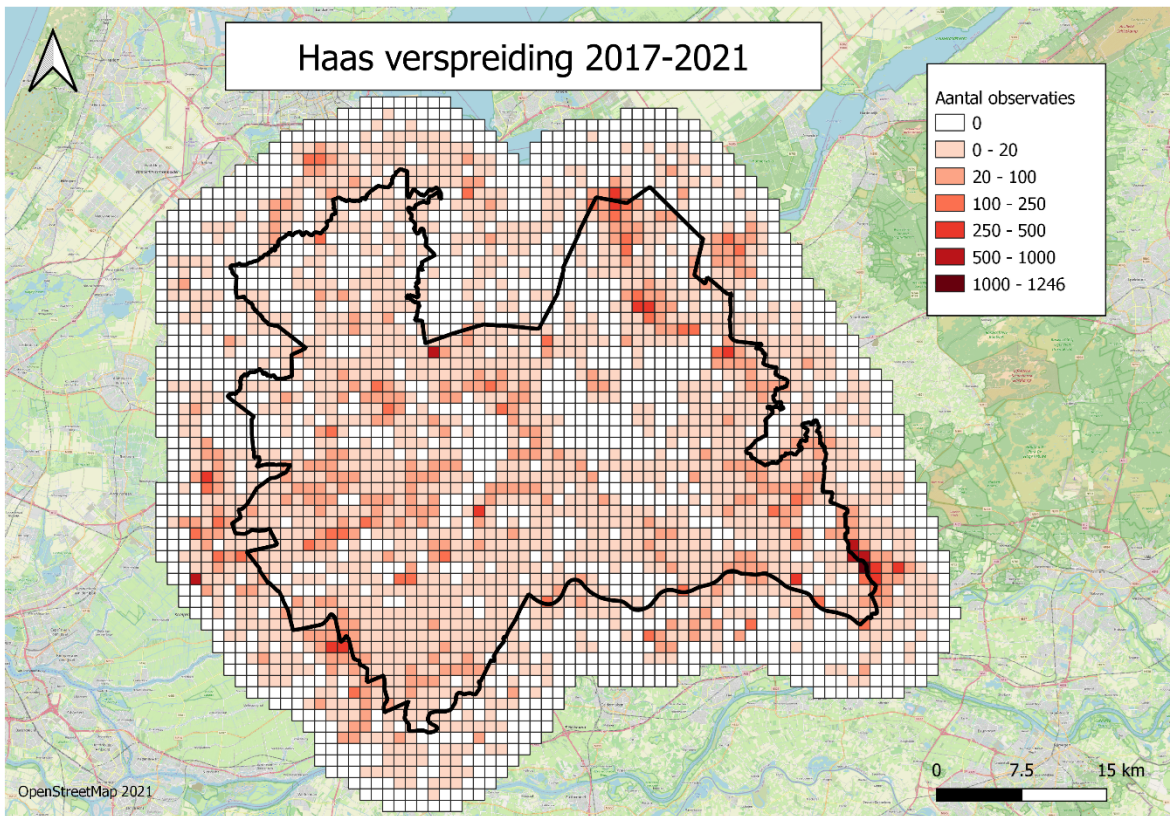 Haas verspreiding 2017-2021
Aantal observaties
0
0 - 20
20 - 100
100 - 250
250 - 500
500 - 1000
1000 - 1246
OpenStreetMap 2021
0 7.5 15 km